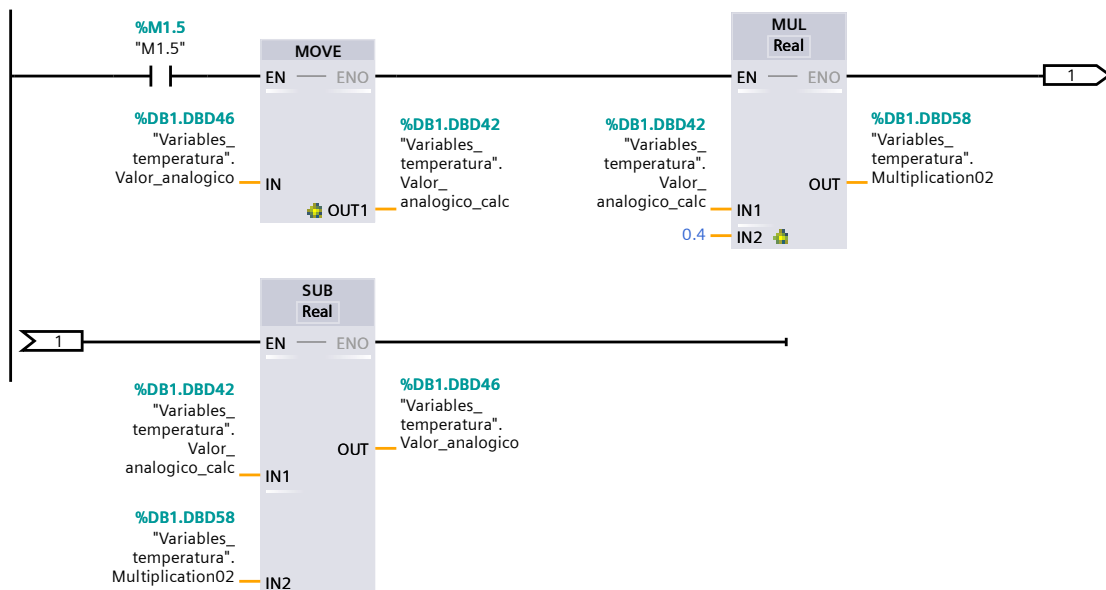 %M1.5
"M1.5"
MOVE
EN
ENO
%DB1.DBD46
"Variables_
temperatura".
Valor_analogico
IN
OUT1
%DB1.DBD42
"Variables_
temperatura".
Valor_
analogico_calc
MUL
Real
EN
ENO
1
%DB1.DBD42
"Variables_
temperatura".
Valor_
analogico_calc
IN1
0.4
IN2
OUT
%DB1.DBD58
"Variables_
temperatura".
Multiplication02
1
SUB
Real
EN
ENO
%DB1.DBD42
"Variables_
temperatura".
Valor_
analogico_calc
IN1
%DB1.DBD58
"Variables_
temperatura".
Multiplication02
IN2
OUT
%DB1.DBD46
"Variables_
temperatura".
Valor_analogico